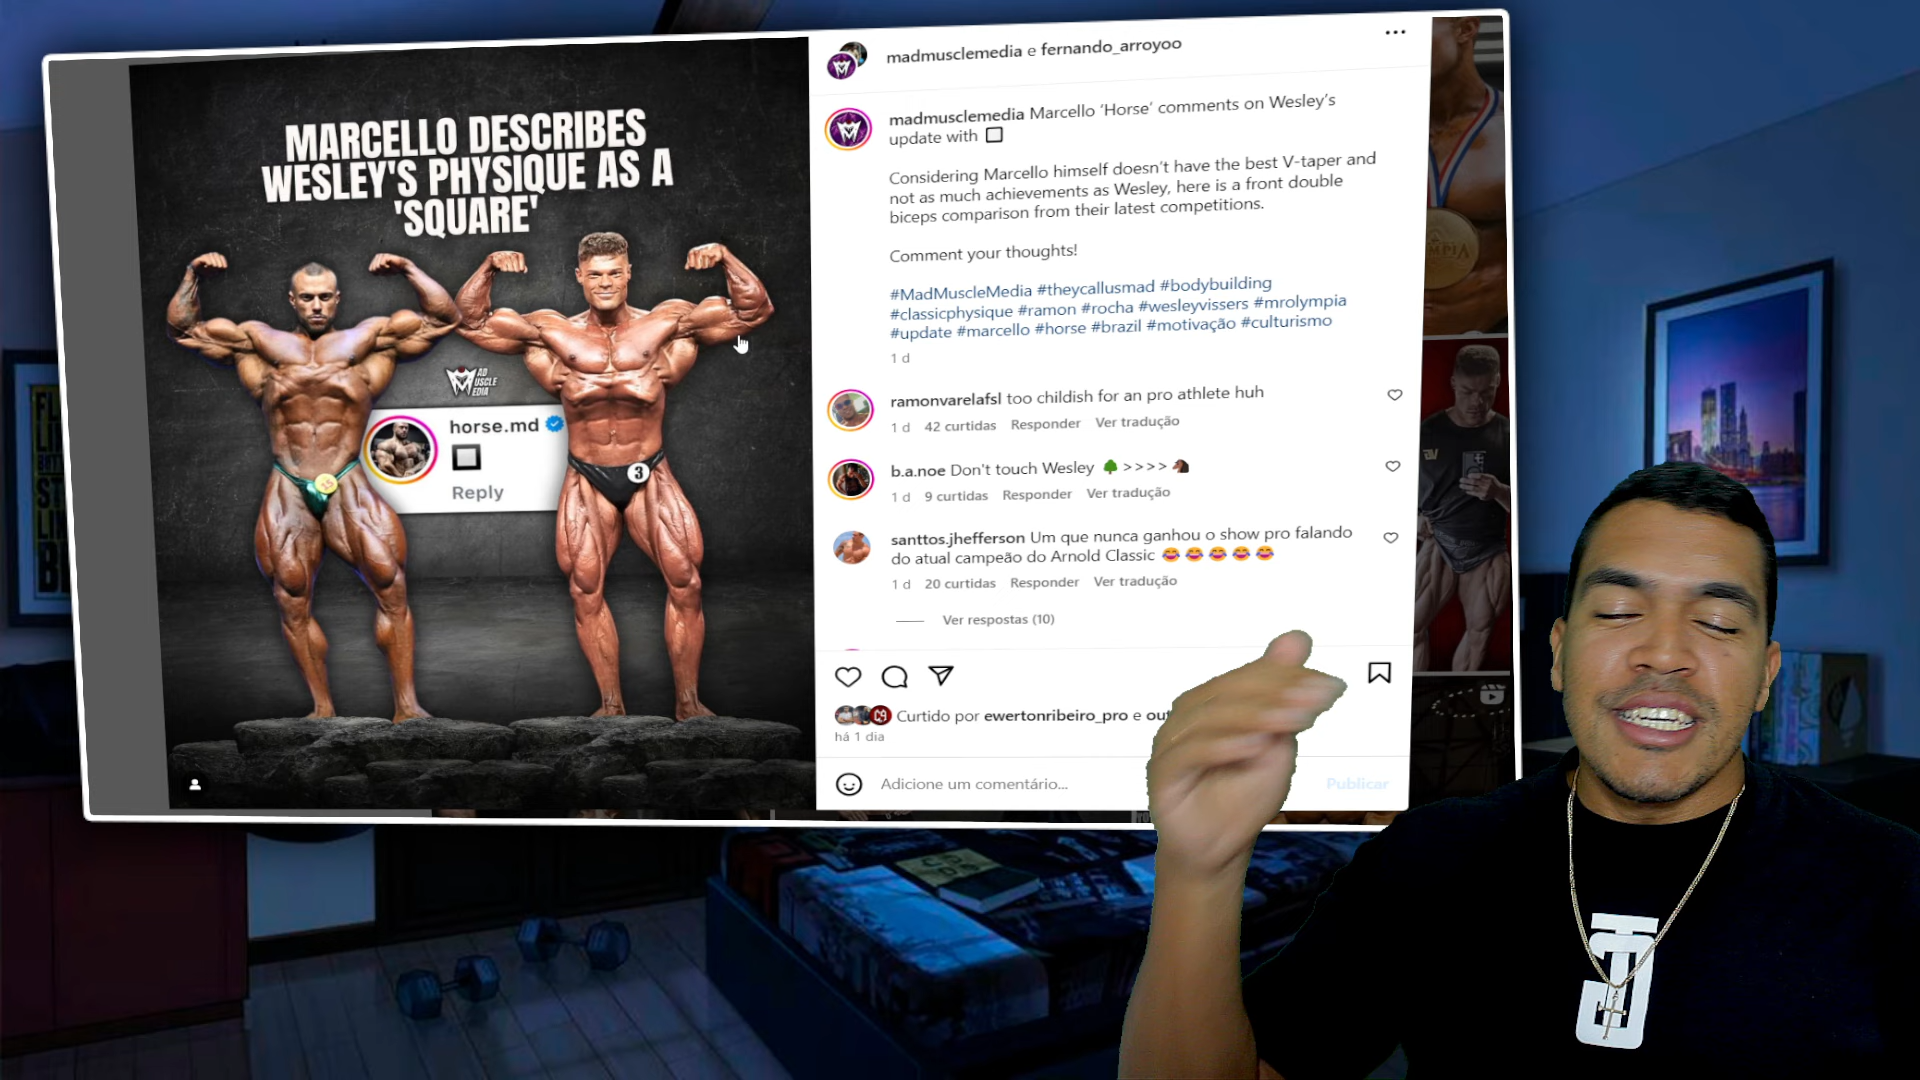 MARCELLO DESCRIBES
WESLEY'S PHYSIQUE AS A
'SQUARE'
MAD
MUSCLE
MEDIA
horse.md
Reply
3
madmusclemedia e fernando_arroyoo
madmusclemedia Marcello ‘Horse’ comments on Wesley’s
update with
Considering Marcello himself doesn’t have the best V-taper and
not as much achievements as Wesley, here is a front double
biceps comparison from their latest competitions.
Comment your thoughts!
#MadMuscleMedia #theycallusmad #bodybuilding
#classicphysique #ramon #rocha #wesleyvissers #mrolympia
#update #marcello #horse #brazil #motivação #culturismo
1 d
ramonvarelafsl too childish for an pro athlete huh
1 d 42 curtidas Responder Ver tradução
b.a.noe Don't touch Wesley 🌳 >>>> 🐴
1 d 9 curtidas Responder Ver tradução
santtos.jhefferson Um que nunca ganhou o show pro falando
do atual campeão do Arnold Classic 😂😂😂😂😂
1 d 20 curtidas Responder Ver tradução
Ver respostas (10)
Curtido por ewertonribeiro_pro e
há 1 dia
Adicione um comentário...
Publicar